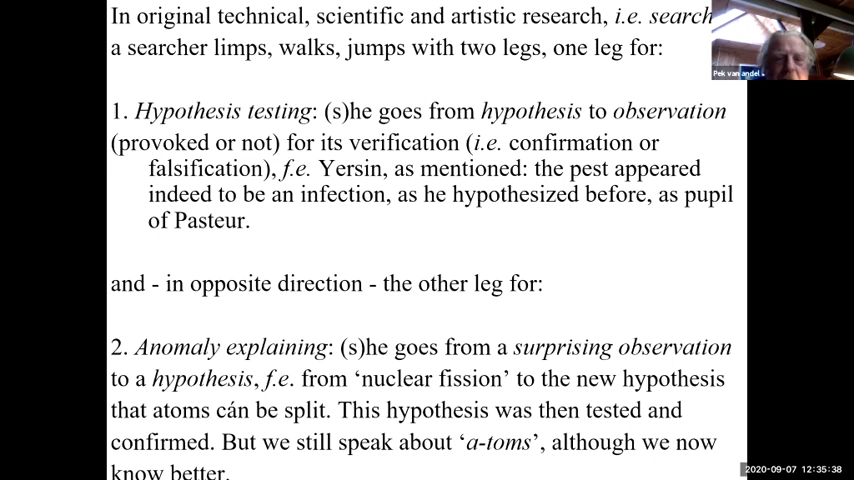 In original technical, scientific and artistic research, i.e. search
a searcher limps, walks, jumps with two legs, one leg for:
Pek van andel
1. Hypothesis testing: (s)he goes from hypothesis to observation
(provoked or not) for its verification (i.e. confirmation or
falsification), f.e. Yersin, as mentioned: the pest appeared
indeed to be an infection, as he hypothesized before, as pupil
of Pasteur.
and - in opposite direction - the other leg for:
2. Anomaly explaining: (s)he goes from a surprising observation
to a hypothesis, f.e. from ‘nuclear fission’ to the new hypothesis
that atoms cán be split. This hypothesis was then tested and
confirmed. But we still speak about ‘a-toms’, although we now
know better.
2020-09-07 12:35:38